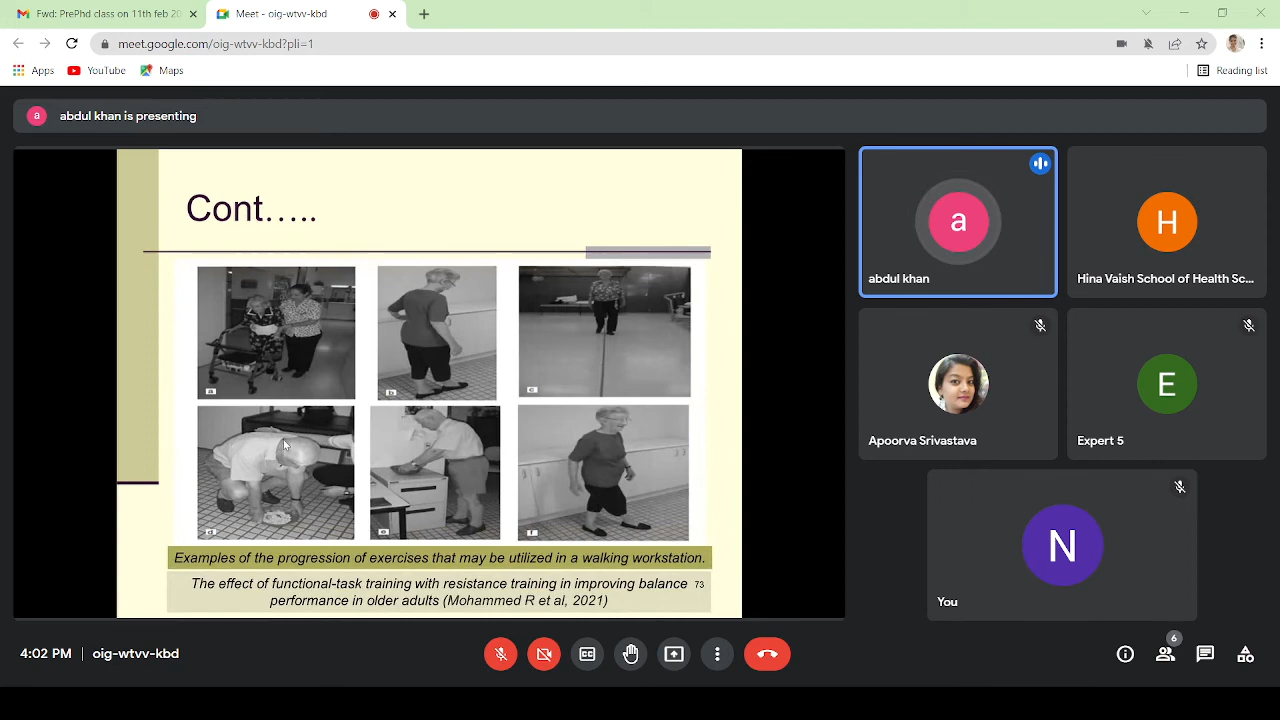 Fwd: PrePhd class on 11th feb 20
Meet - oig-wtvv-kbd
meet.google.com/oig-wtvv-kbd?pli=1
Apps
YouTube
Maps
Reading list
a
abdul khan is presenting
Cont…..
a
b
c
d
e
f
Examples of the progression of exercises that may be utilized in a walking workstation.
The effect of functional-task training with resistance training in improving balance
performance in older adults (Mohammed R et al, 2021)
73
a
abdul khan
H
Hina Vaish School of Health Sc...
Apoorva Srivastava
E
Expert 5
N
You
4:02 PM
oig-wtvv-kbd
CC
6